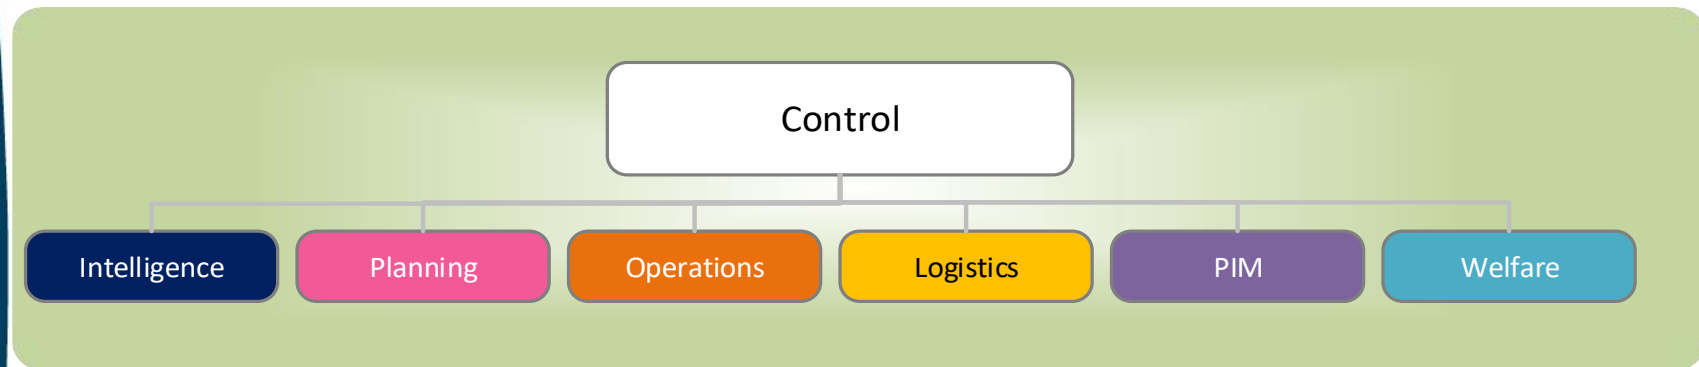 Control
Intelligence
Planning
Operations
Logistics
PIM
Welfare